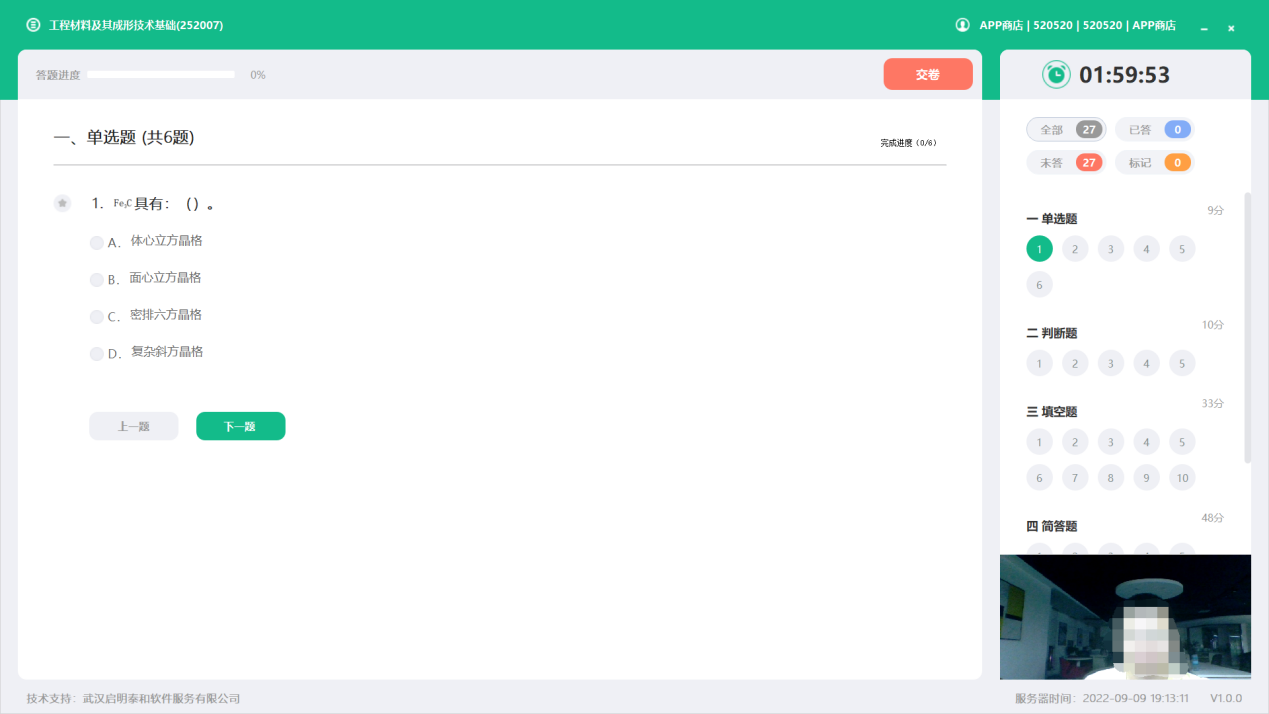 工程材料及其成形技术基础(252007)
APP商店 | 520520 | 520520 | APP商店
答题进度 0%
交卷
01:59:53
一、单选题 (共6题)
完成进度（0/6）
1. Fe₃C具有：（）。
A. 体心立方晶格
B. 面心立方晶格
C. 密排六方晶格
D. 复杂斜方晶格
上一题 下一题
全部 27 已答 0
未答 27 标记 0
一 单选题 9分
1 2 3 4 5
6
二 判断题 10分
1 2 3 4 5
三 填空题 33分
1 2 3 4 5
6 7 8 9 10
四 简答题 48分
技术支持：武汉启明泰和软件服务有限公司
服务器时间：2022-09-09 19:13:11 V1.0.0